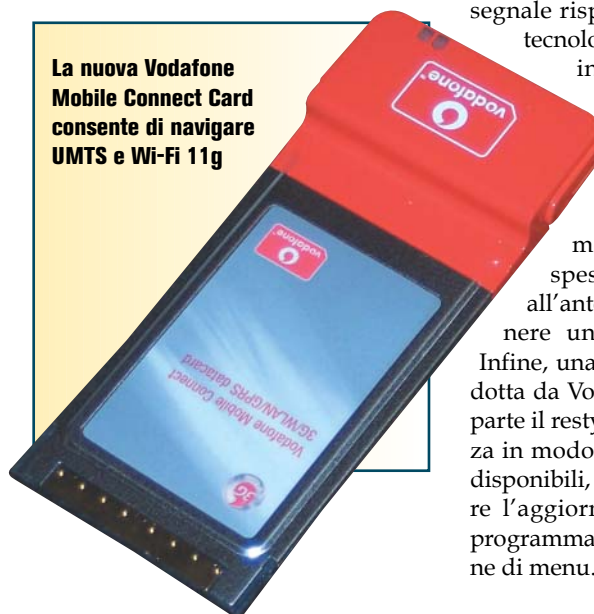 La nuova Vodafone
Mobile Connect Card
consente di navigare
UMTS e Wi-Fi 11g
vodafone™
vodafone™
Vodafone Mobile Connect
3G/WLAN/GPRS datacard
3G
segnale risp
tecnolo
in
m
spes
all'ant
nere un
Infine, una
dotta da Vo
parte il resty
za in modo
disponibili,
re l'aggiorn
programma
ne di menu.